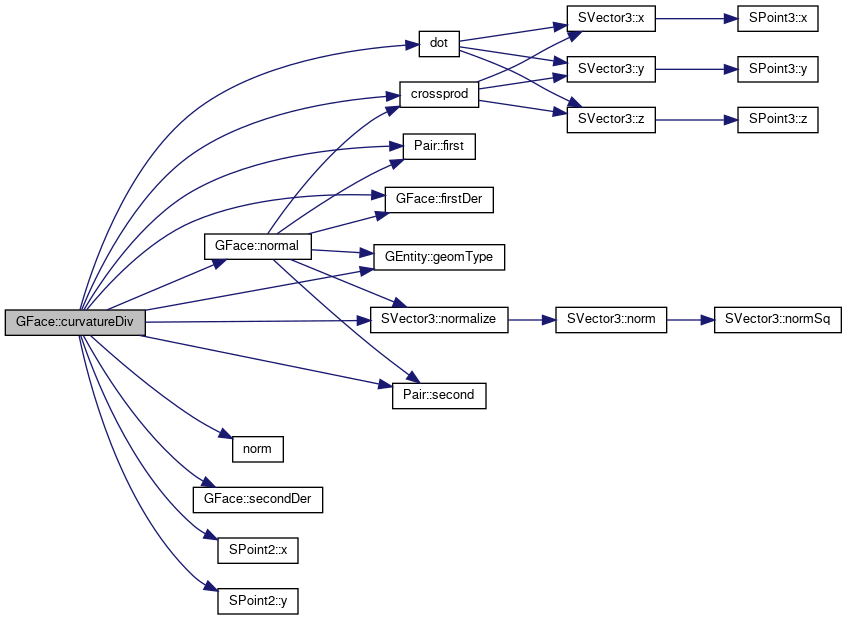 SVector3::x
SPoint3::x
dot
SVector3::y
SPoint3::y
crossprod
SVector3::z
SPoint3::z
Pair::first
GFace::firstDer
GFace::normal
GEntity::geomType
GFace::curvatureDiv
SVector3::normalize
SVector3::norm
SVector3::normSq
Pair::second
norm
GFace::secondDer
SPoint2::x
SPoint2::y